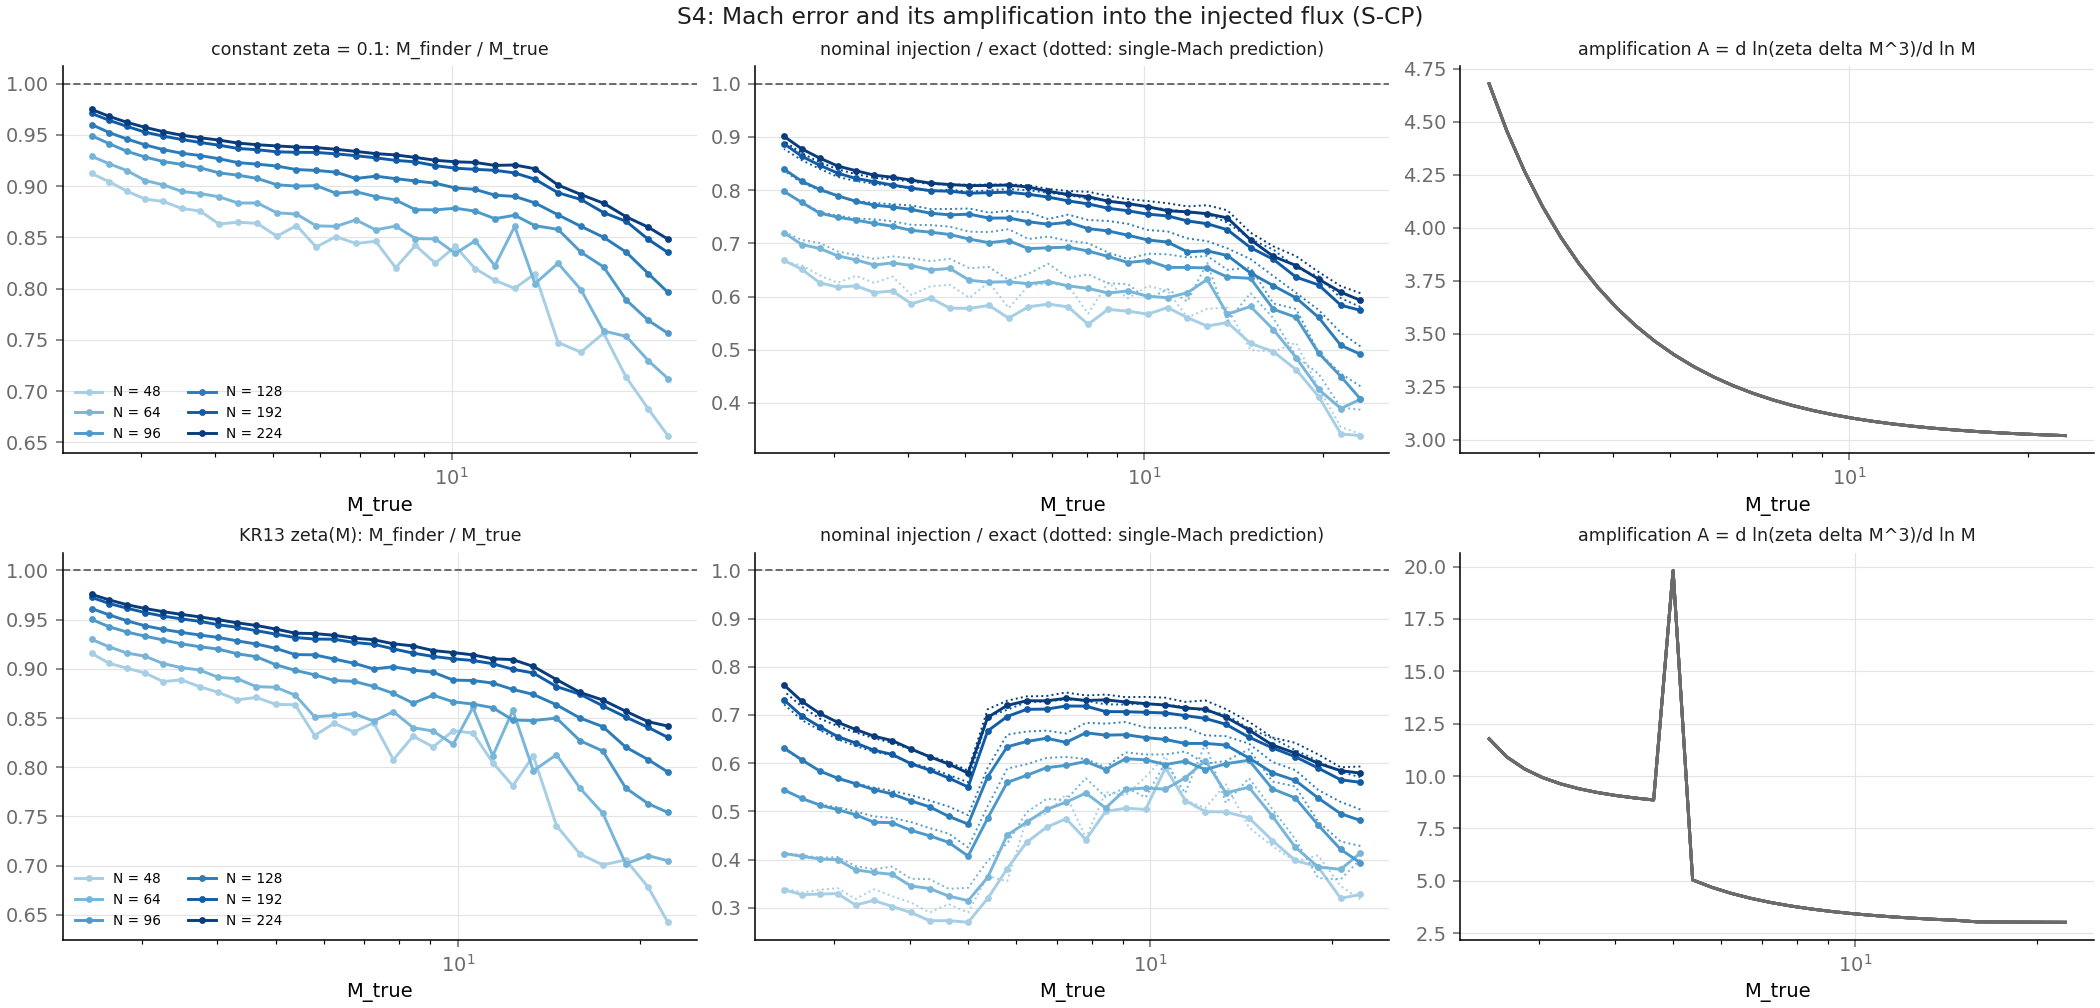 S4: Mach error and its amplification into the injected flux (S-CP)
constant zeta = 0.1: M_finder / M_true
1.00
0.95
0.90
0.85
0.80
0.75
0.70
0.65
N = 48
N = 64
N = 96
N = 128
N = 192
N = 224
10^1
M_true
nominal injection / exact (dotted: single-Mach prediction)
1.0
0.9
0.8
0.7
0.6
0.5
0.4
10^1
M_true
amplification A = d ln(zeta delta M^3)/d ln M
4.75
4.50
4.25
4.00
3.75
3.50
3.25
3.00
10^1
M_true
KR13 zeta(M): M_finder / M_true
1.00
0.95
0.90
0.85
0.80
0.75
0.70
0.65
N = 48
N = 64
N = 96
N = 128
N = 192
N = 224
10^1
M_true
nominal injection / exact (dotted: single-Mach prediction)
1.0
0.9
0.8
0.7
0.6
0.5
0.4
0.3
10^1
M_true
amplification A = d ln(zeta delta M^3)/d ln M
20.0
17.5
15.0
12.5
10.0
7.5
5.0
2.5
10^1
M_true